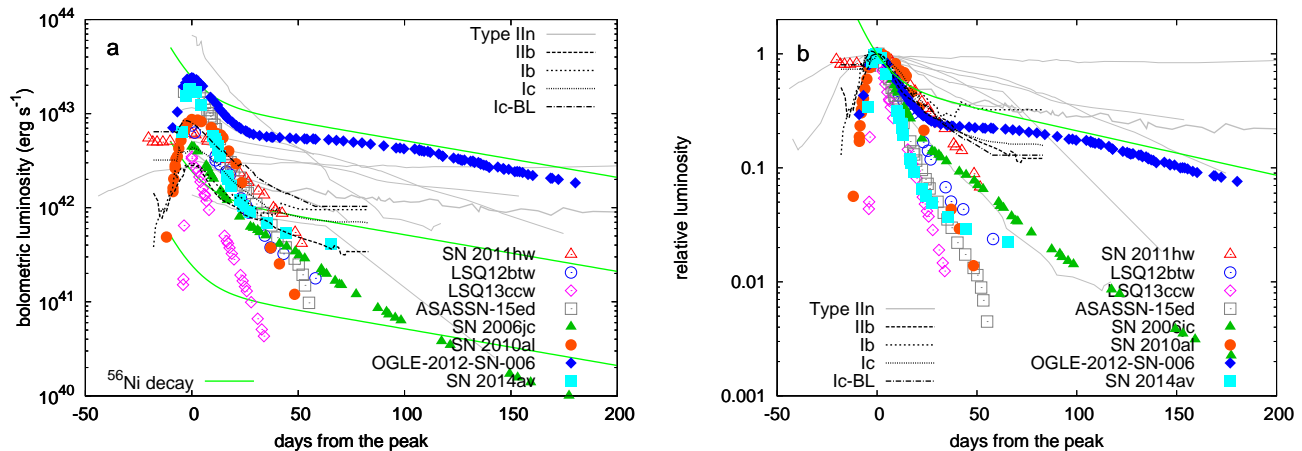 a
10^44
10^43
10^42
10^41
10^40
bolometric luminosity (erg s^-1)
Type IIn
IIb
Ib
Ic
Ic-BL
SN 2011hw
LSQ12btw
LSQ13ccw
ASASSN-15ed
SN 2006jc
SN 2010al
OGLE-2012-SN-006
SN 2014av
^56Ni decay
-50 0 50 100 150 200
days from the peak
b
1
0.1
0.01
0.001
relative luminosity
SN 2011hw
LSQ12btw
LSQ13ccw
ASASSN-15ed
SN 2006jc
SN 2010al
OGLE-2012-SN-006
SN 2014av
Type IIn
IIb
Ib
Ic
Ic-BL
-50 0 50 100 150 200
days from the peak